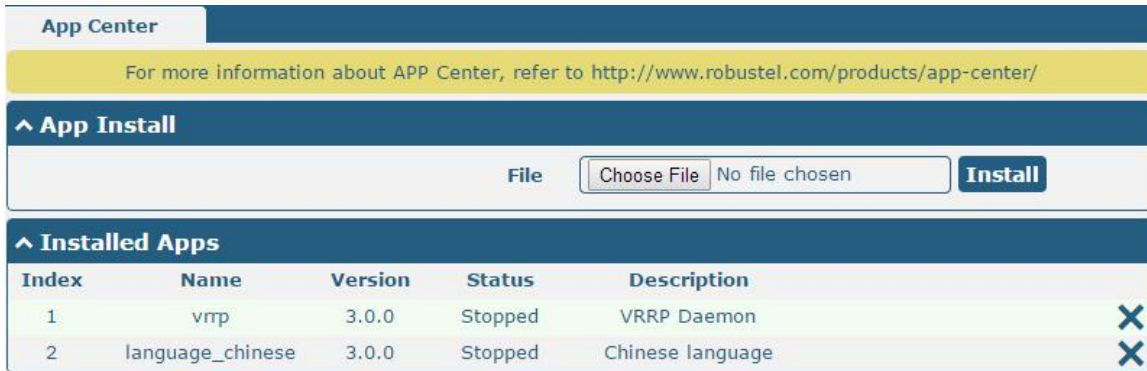 App Center
For more information about APP Center, refer to http://www.robustel.com/products/app-center/
App Install
File Choose File No file chosen Install
Installed Apps
Index Name Version Status Description
1 vrrp 3.0.0 Stopped VRRP Daemon
2 language_chinese 3.0.0 Stopped Chinese language